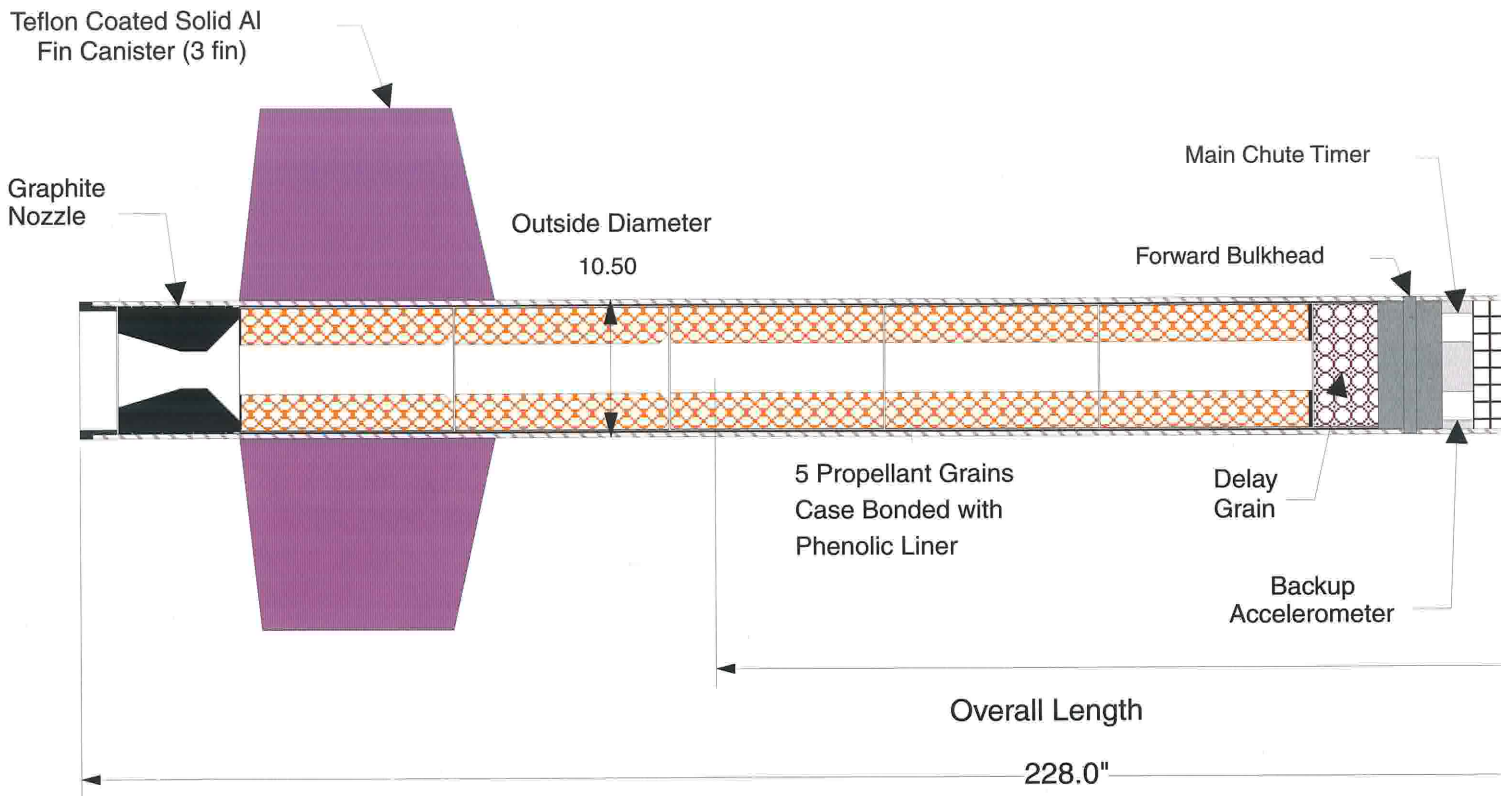 Teflon Coated Solid Al
Fin Canister (3 fin)
Graphite
Nozzle
Outside Diameter
10.50
Main Chute Timer
Forward Bulkhead
5 Propellant Grains
Case Bonded with
Phenolic Liner
Delay
Grain
Backup
Accelerometer
Overall Length
228.0"